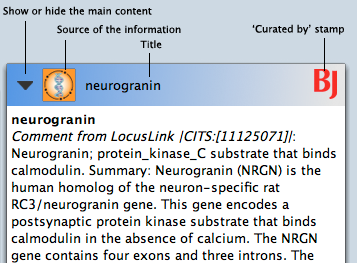 Show or hide the main content
Source of the information
Title
‘Curated by’ stamp
neurogranin
BJ
neurogranin
Comment from LocusLink |CITS:[11125071]|:
Neurogranin; protein_kinase_C substrate that binds
calmodulin. Summary: Neurogranin (NRGN) is
the human homolog of the neuron-specific rat
RC3/neurogranin gene. This gene encodes a
postsynaptic protein kinase substrate that binds
calmodulin in the absence of calcium. The NRGN
gene contains four exons and three introns. The